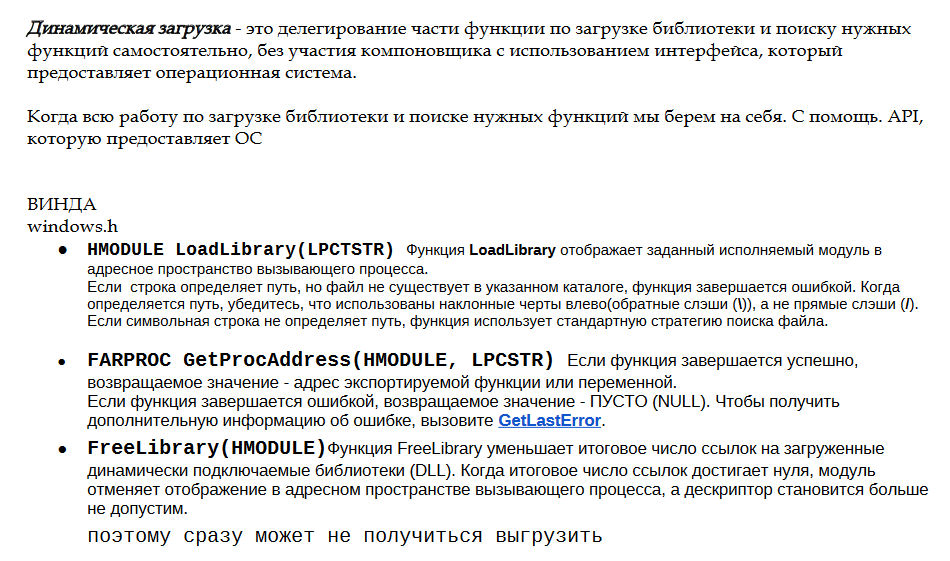 Динамическая загрузка - это делегирование части функции по загрузке библиотеки и поиску нужных
функций самостоятельно, без участия компоновщика с использованием интерфейса, который
предоставляет операционная система.
Когда всю работу по загрузке библиотеки и поиске нужных функций мы берем на себя. С помощь. API,
которую предоставляет ОС
ВИНДА
windows.h
● HMODULE LoadLibrary(LPCTSTR) Функция LoadLibrary отображает заданный исполняемый модуль в
адресное пространство вызывающего процесса.
Если строка определяет путь, но файл не существует в указанном каталоге, функция завершается ошибкой. Когда
определяется путь, убедитесь, что использованы наклонные черты влево(обратные слэши (\)), а не прямые слэши (/).
Если символьная строка не определяет путь, функция использует стандартную стратегию поиска файла.
● FARPROC GetProcAddress(HMODULE, LPCSTR) Если функция завершается успешно,
возвращаемое значение - адрес экспортируемой функции или переменной.
Если функция завершается ошибкой, возвращаемое значение - ПУСТО (NULL). Чтобы получить
дополнительную информацию об ошибке, вызовите GetLastError.
● FreeLibrary(HMODULE)Функция FreeLibrary уменьшает итоговое число ссылок на загруженные
динамически подключаемые библиотеки (DLL). Когда итоговое число ссылок достигает нуля, модуль
отменяет отображение в адресном пространстве вызывающего процесса, а дескриптор становится больше
не допустим.
поэтому сразу может не получиться выгрузить